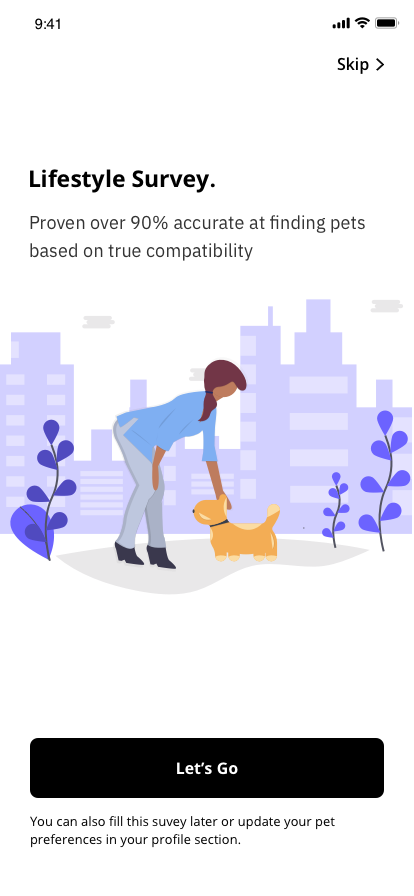 9:41
Skip
Lifestyle Survey.
Proven over 90% accurate at finding pets
based on true compatibility
Let’s Go
You can also fill this suvey later or update your pet
preferences in your profile section.